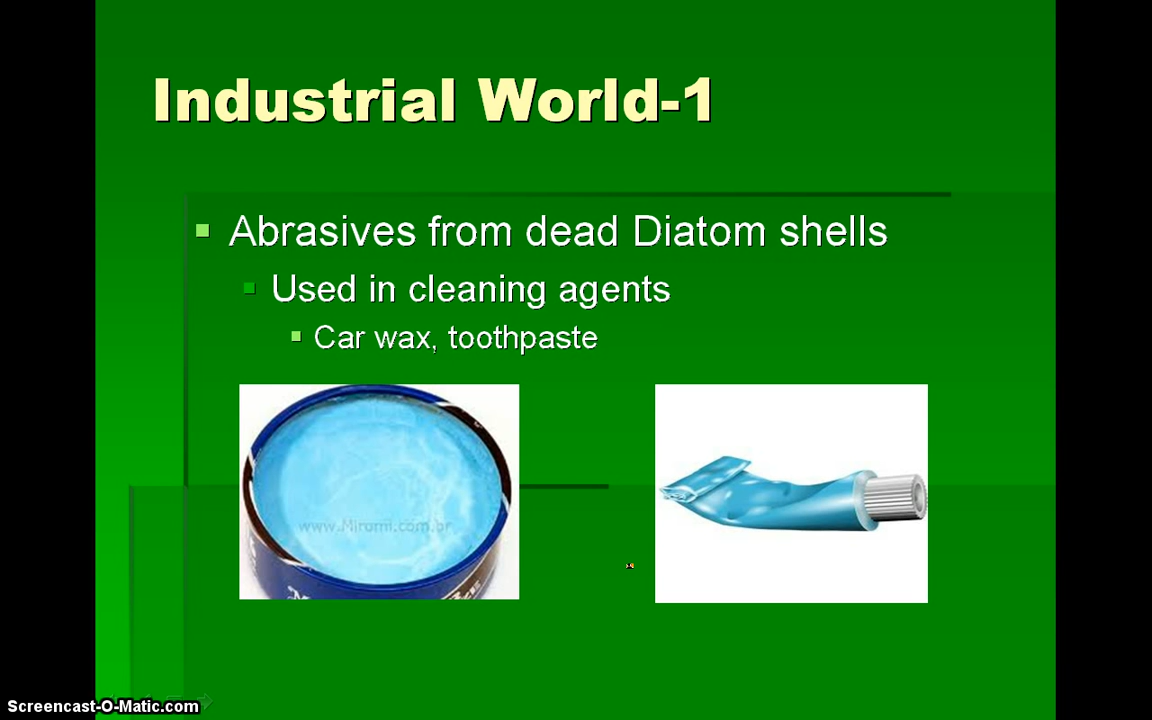 Industrial World-1
Abrasives from dead Diatom shells
Used in cleaning agents
Car wax, toothpaste
www.Miromi.com.br
Screencast-O-Matic.com